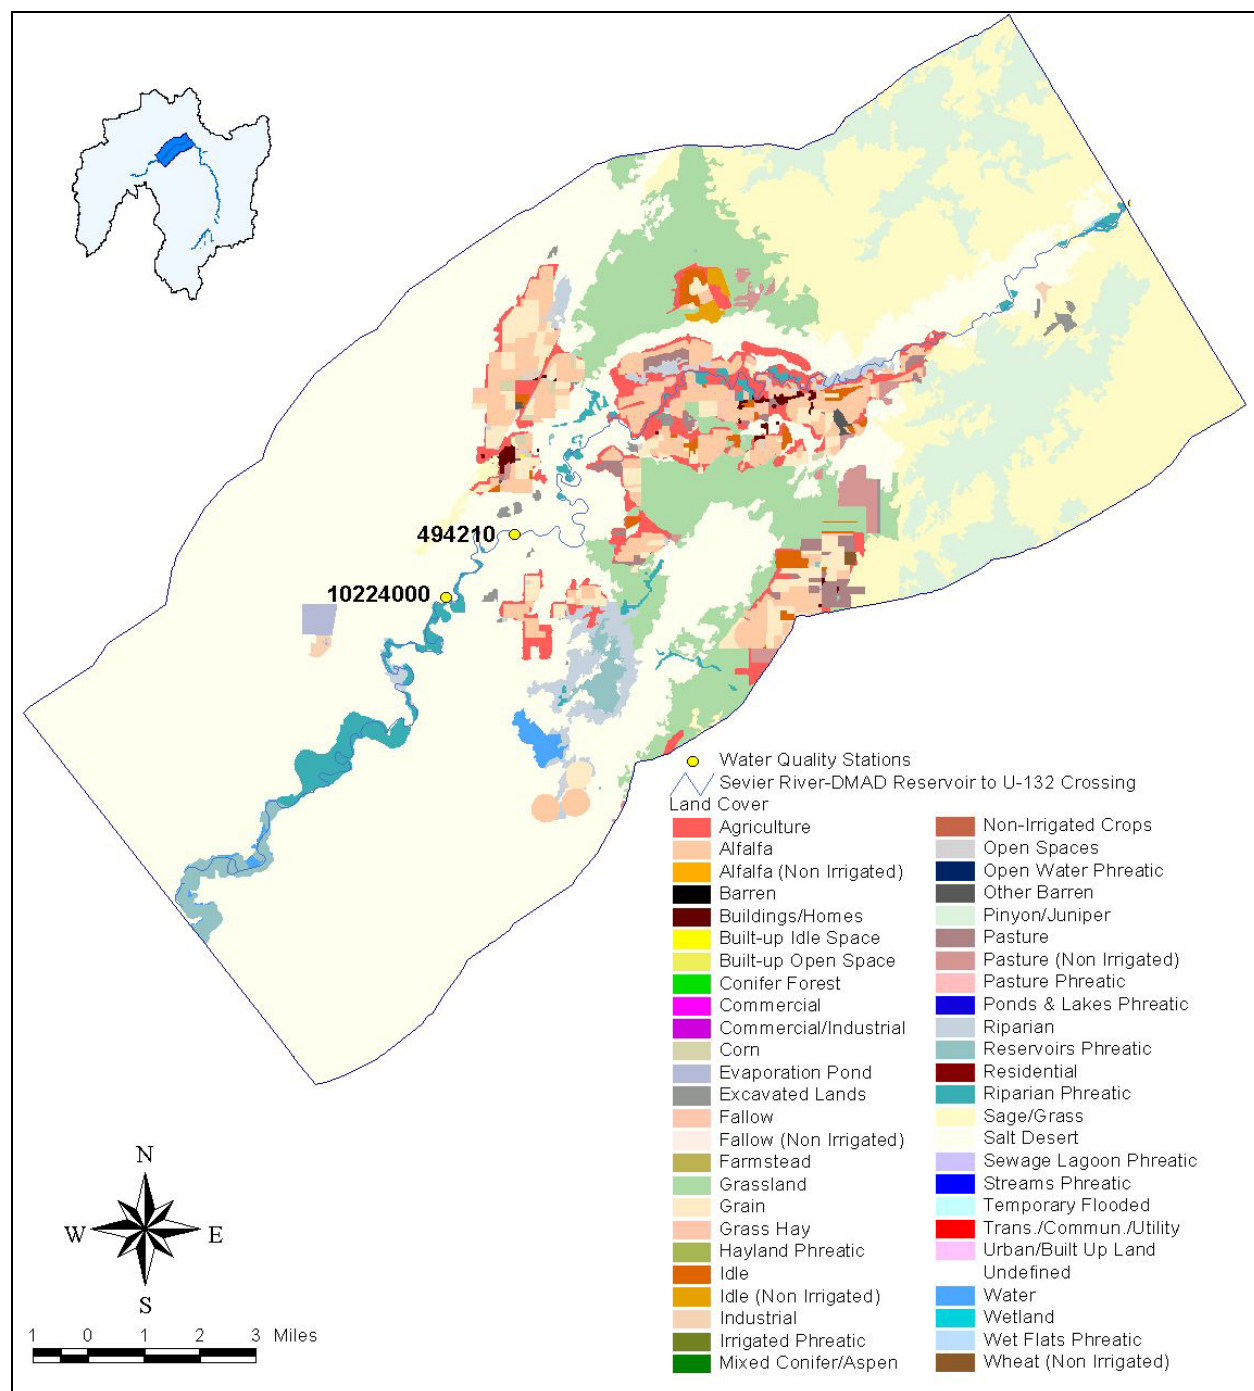 494210
10224000
Water Quality Stations
Sevier River-DMAD Reservoir to U-132 Crossing
Land Cover
Agriculture
Alfalfa
Alfalfa (Non Irrigated)
Barren
Buildings/Homes
Built-up Idle Space
Built-up Open Space
Conifer Forest
Commercial
Commercial/Industrial
Corn
Evaporation Pond
Excavated Lands
Fallow
Fallow (Non Irrigated)
Farmstead
Grassland
Grain
Grass Hay
Hayland Phreatic
Idle
Idle (Non Irrigated)
Industrial
Irrigated Phreatic
Mixed Conifer/Aspen
Non-Irrigated Crops
Open Spaces
Open Water Phreatic
Other Barren
Pinyon/Juniper
Pasture
Pasture (Non Irrigated)
Pasture Phreatic
Ponds & Lakes Phreatic
Riparian
Reservoirs Phreatic
Residential
Riparian Phreatic
Sage/Grass
Salt Desert
Sewage Lagoon Phreatic
Streams Phreatic
Temporary Flooded
Trans./Commun./Utility
Urban/Built Up Land
Undefined
Water
Wetland
Wet Flats Phreatic
Wheat (Non Irrigated)
N
W E
S
1 0 1 2 3 Miles